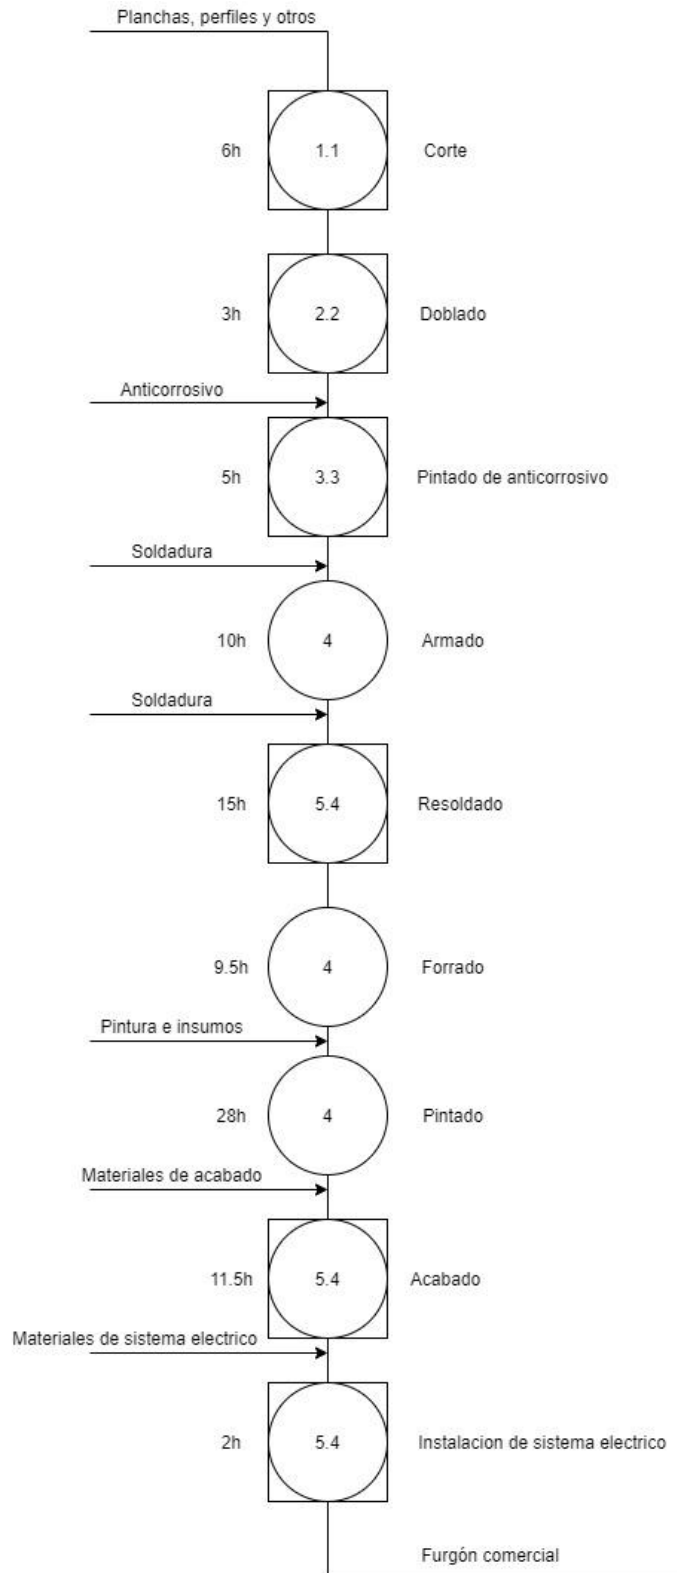 Planchas, perfiles y otros
6h 1.1 Corte
3h 2.2 Doblado
Anticorrosivo
5h 3.3 Pintado de anticorrosivo
Soldadura
10h 4 Armado
Soldadura
15h 5.4 Resoldado
9.5h 4 Forrado
Pintura e insumos
28h 4 Pintado
Materiales de acabado
11.5h 5.4 Acabado
Materiales de sistema electrico
2h 5.4 Instalacion de sistema electrico
Furgón comercial